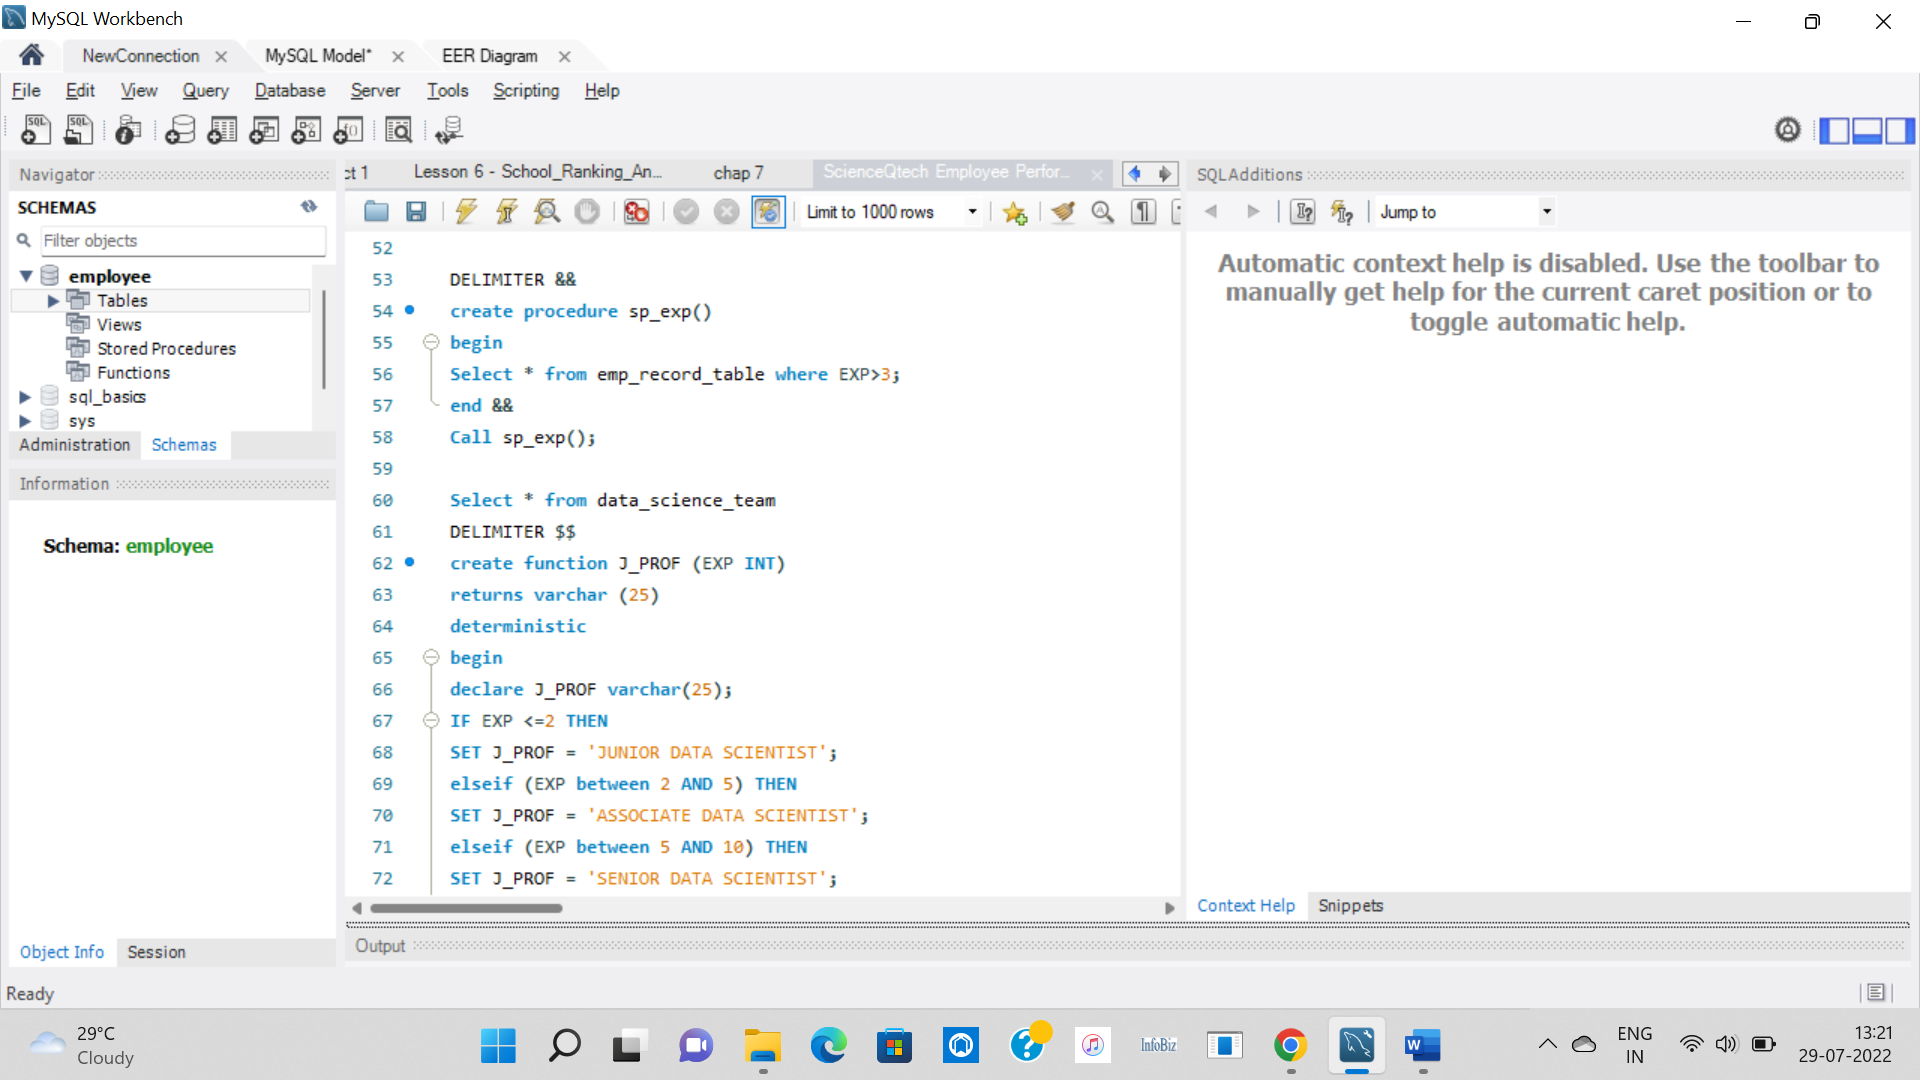 MySQL Workbench
NewConnection
MySQL Model*
EER Diagram
File Edit View Query Database Server Tools Scripting Help
Navigator
SCHEMAS
Filter objects
employee
Tables
Views
Stored Procedures
Functions
sql_basics
sys
Administration Schemas
Information
Schema: employee
Object Info Session
Ready
ct 1
Lesson 6 - School_Ranking_An...
chap 7
ScienceQtech Employee Perfor...
Limit to 1000 rows
52
53 DELIMITER &&
54 create procedure sp_exp()
55 begin
56 Select * from emp_record_table where EXP>3;
57 end &&
58 Call sp_exp();
59
60 Select * from data_science_team
61 DELIMITER $$
62 create function J_PROF (EXP INT)
63 returns varchar (25)
64 deterministic
65 begin
66 declare J_PROF varchar(25);
67 IF EXP <=2 THEN
68 SET J_PROF = 'JUNIOR DATA SCIENTIST';
69 elseif (EXP between 2 AND 5) THEN
70 SET J_PROF = 'ASSOCIATE DATA SCIENTIST';
71 elseif (EXP between 5 AND 10) THEN
72 SET J_PROF = 'SENIOR DATA SCIENTIST';
Output
SQLAdditions
Jump to
Automatic context help is disabled. Use the toolbar to
manually get help for the current caret position or to
toggle automatic help.
Context Help Snippets
29°C
Cloudy
InfoBiz
ENG
IN
13:21
29-07-2022